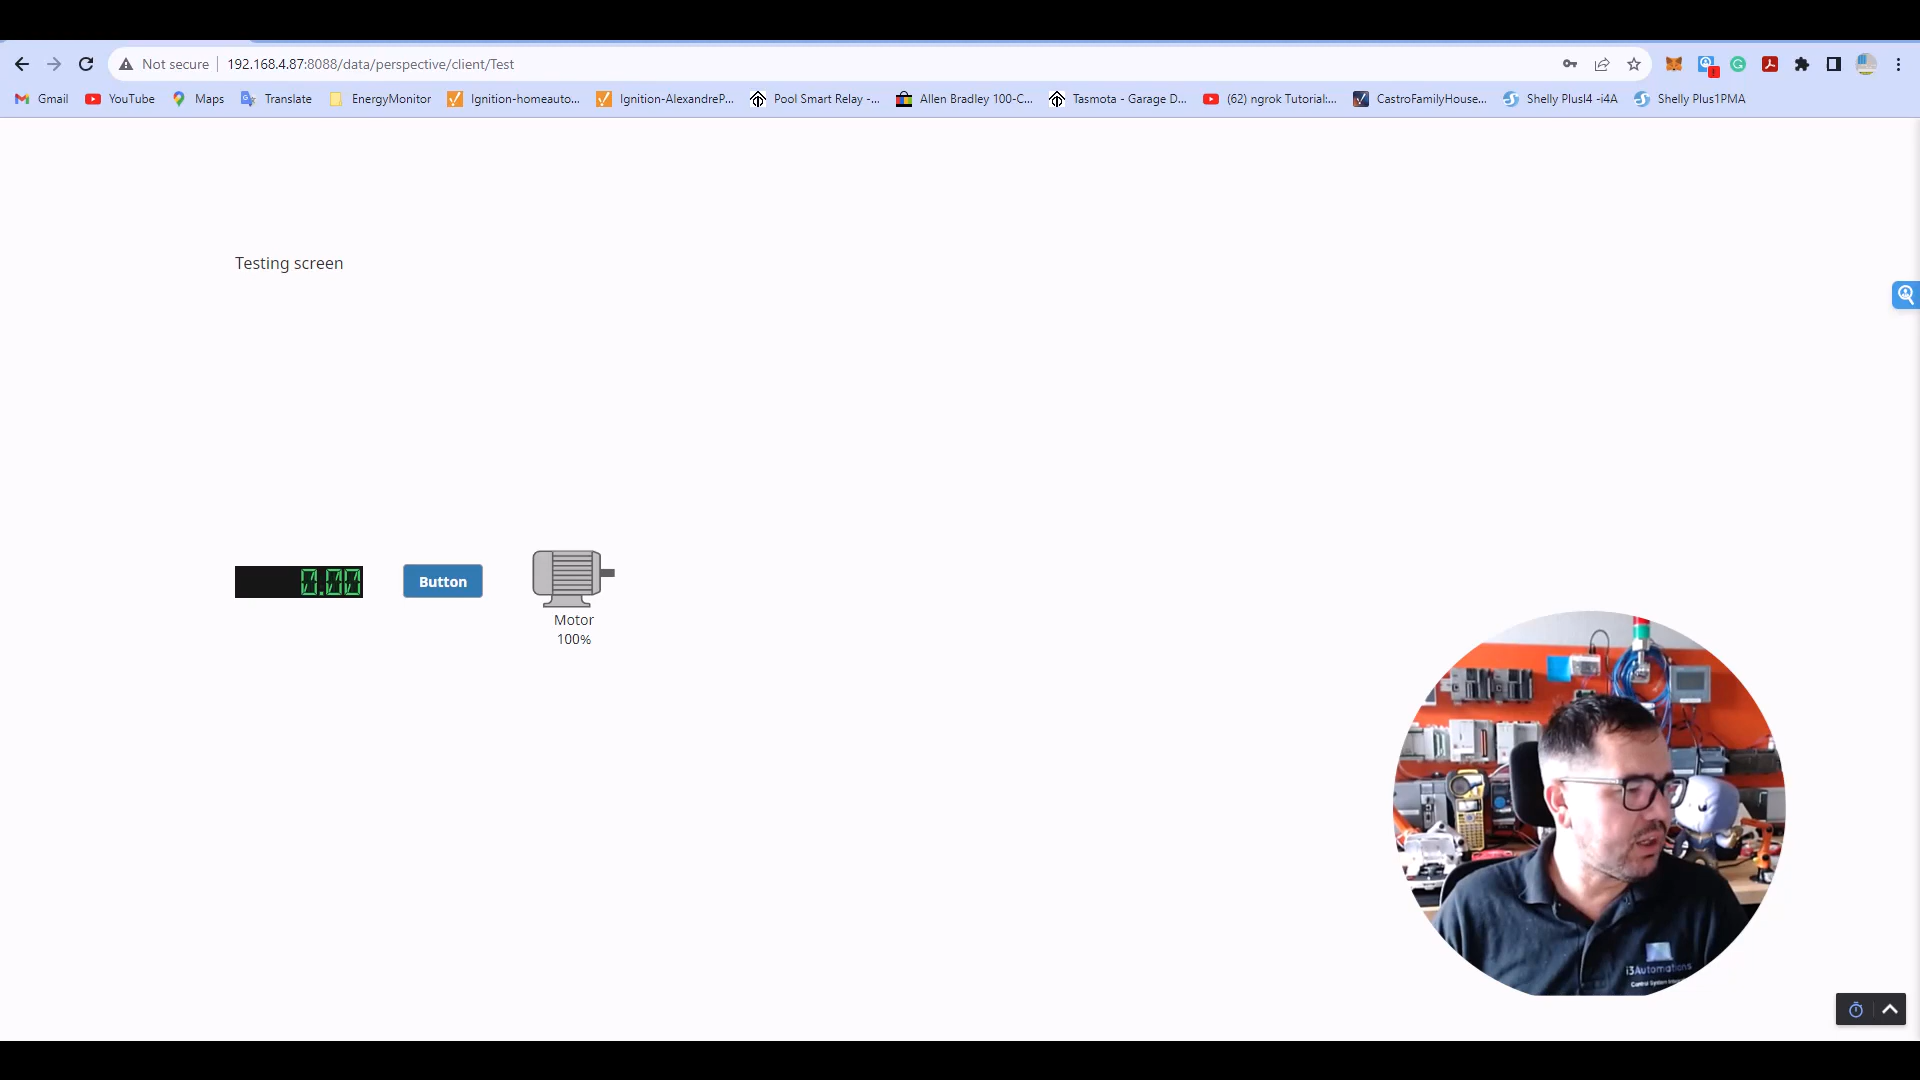 Not secure 192.168.4.87:8088/data/perspective/client/Test
Gmail YouTube Maps Translate EnergyMonitor Ignition-homeauto... Ignition-AlexandreP... Pool Smart Relay -... Allen Bradley 100-C... Tasmota - Garage D... (62) ngrok Tutorial:... CastroFamilyHouse... Shelly PlusI4 -i4A Shelly Plus1PMA
Testing screen
0.00 Button
Motor
100%
i3Automations